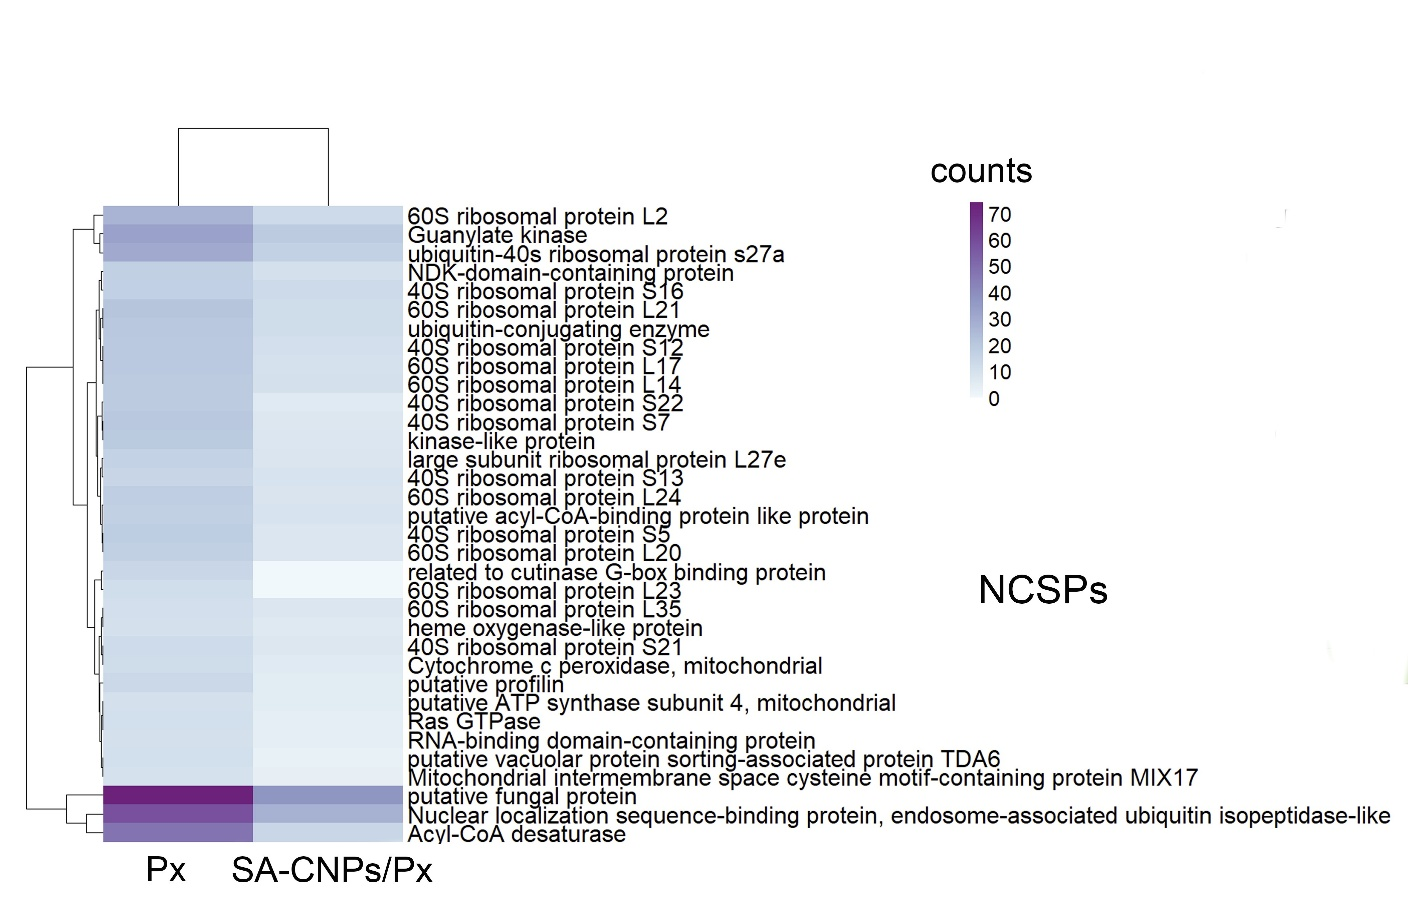 counts
70
60
50
40
30
20
10
0
60S ribosomal protein L2
Guanylate kinase
ubiquitin-40s ribosomal protein s27a
NDK-domain-containing protein
40S ribosomal protein S16
60S ribosomal protein L21
ubiquitin-conjugating enzyme
40S ribosomal protein S12
60S ribosomal protein L17
60S ribosomal protein L14
40S ribosomal protein S22
40S ribosomal protein S7
kinase-like protein
large subunit ribosomal protein L27e
40S ribosomal protein S13
60S ribosomal protein L24
putative acyl-CoA-binding protein like protein
40S ribosomal protein S5
60S ribosomal protein L20
related to cutinase G-box binding protein
60S ribosomal protein L23
60S ribosomal protein L35
heme oxygenase-like protein
40S ribosomal protein S21
Cytochrome c peroxidase, mitochondrial
putative profilin
putative ATP synthase subunit 4, mitochondrial
Ras GTPase
RNA-binding domain-containing protein
putative vacuolar protein sorting-associated protein TDA6
Mitochondrial intermembrane space cysteine motif-containing protein MIX17
putative fungal protein
Nuclear localization sequence-binding protein, endosome-associated ubiquitin isopeptidase-like
Acyl-CoA desaturase
NCSPs
Px SA-CNPs/Px